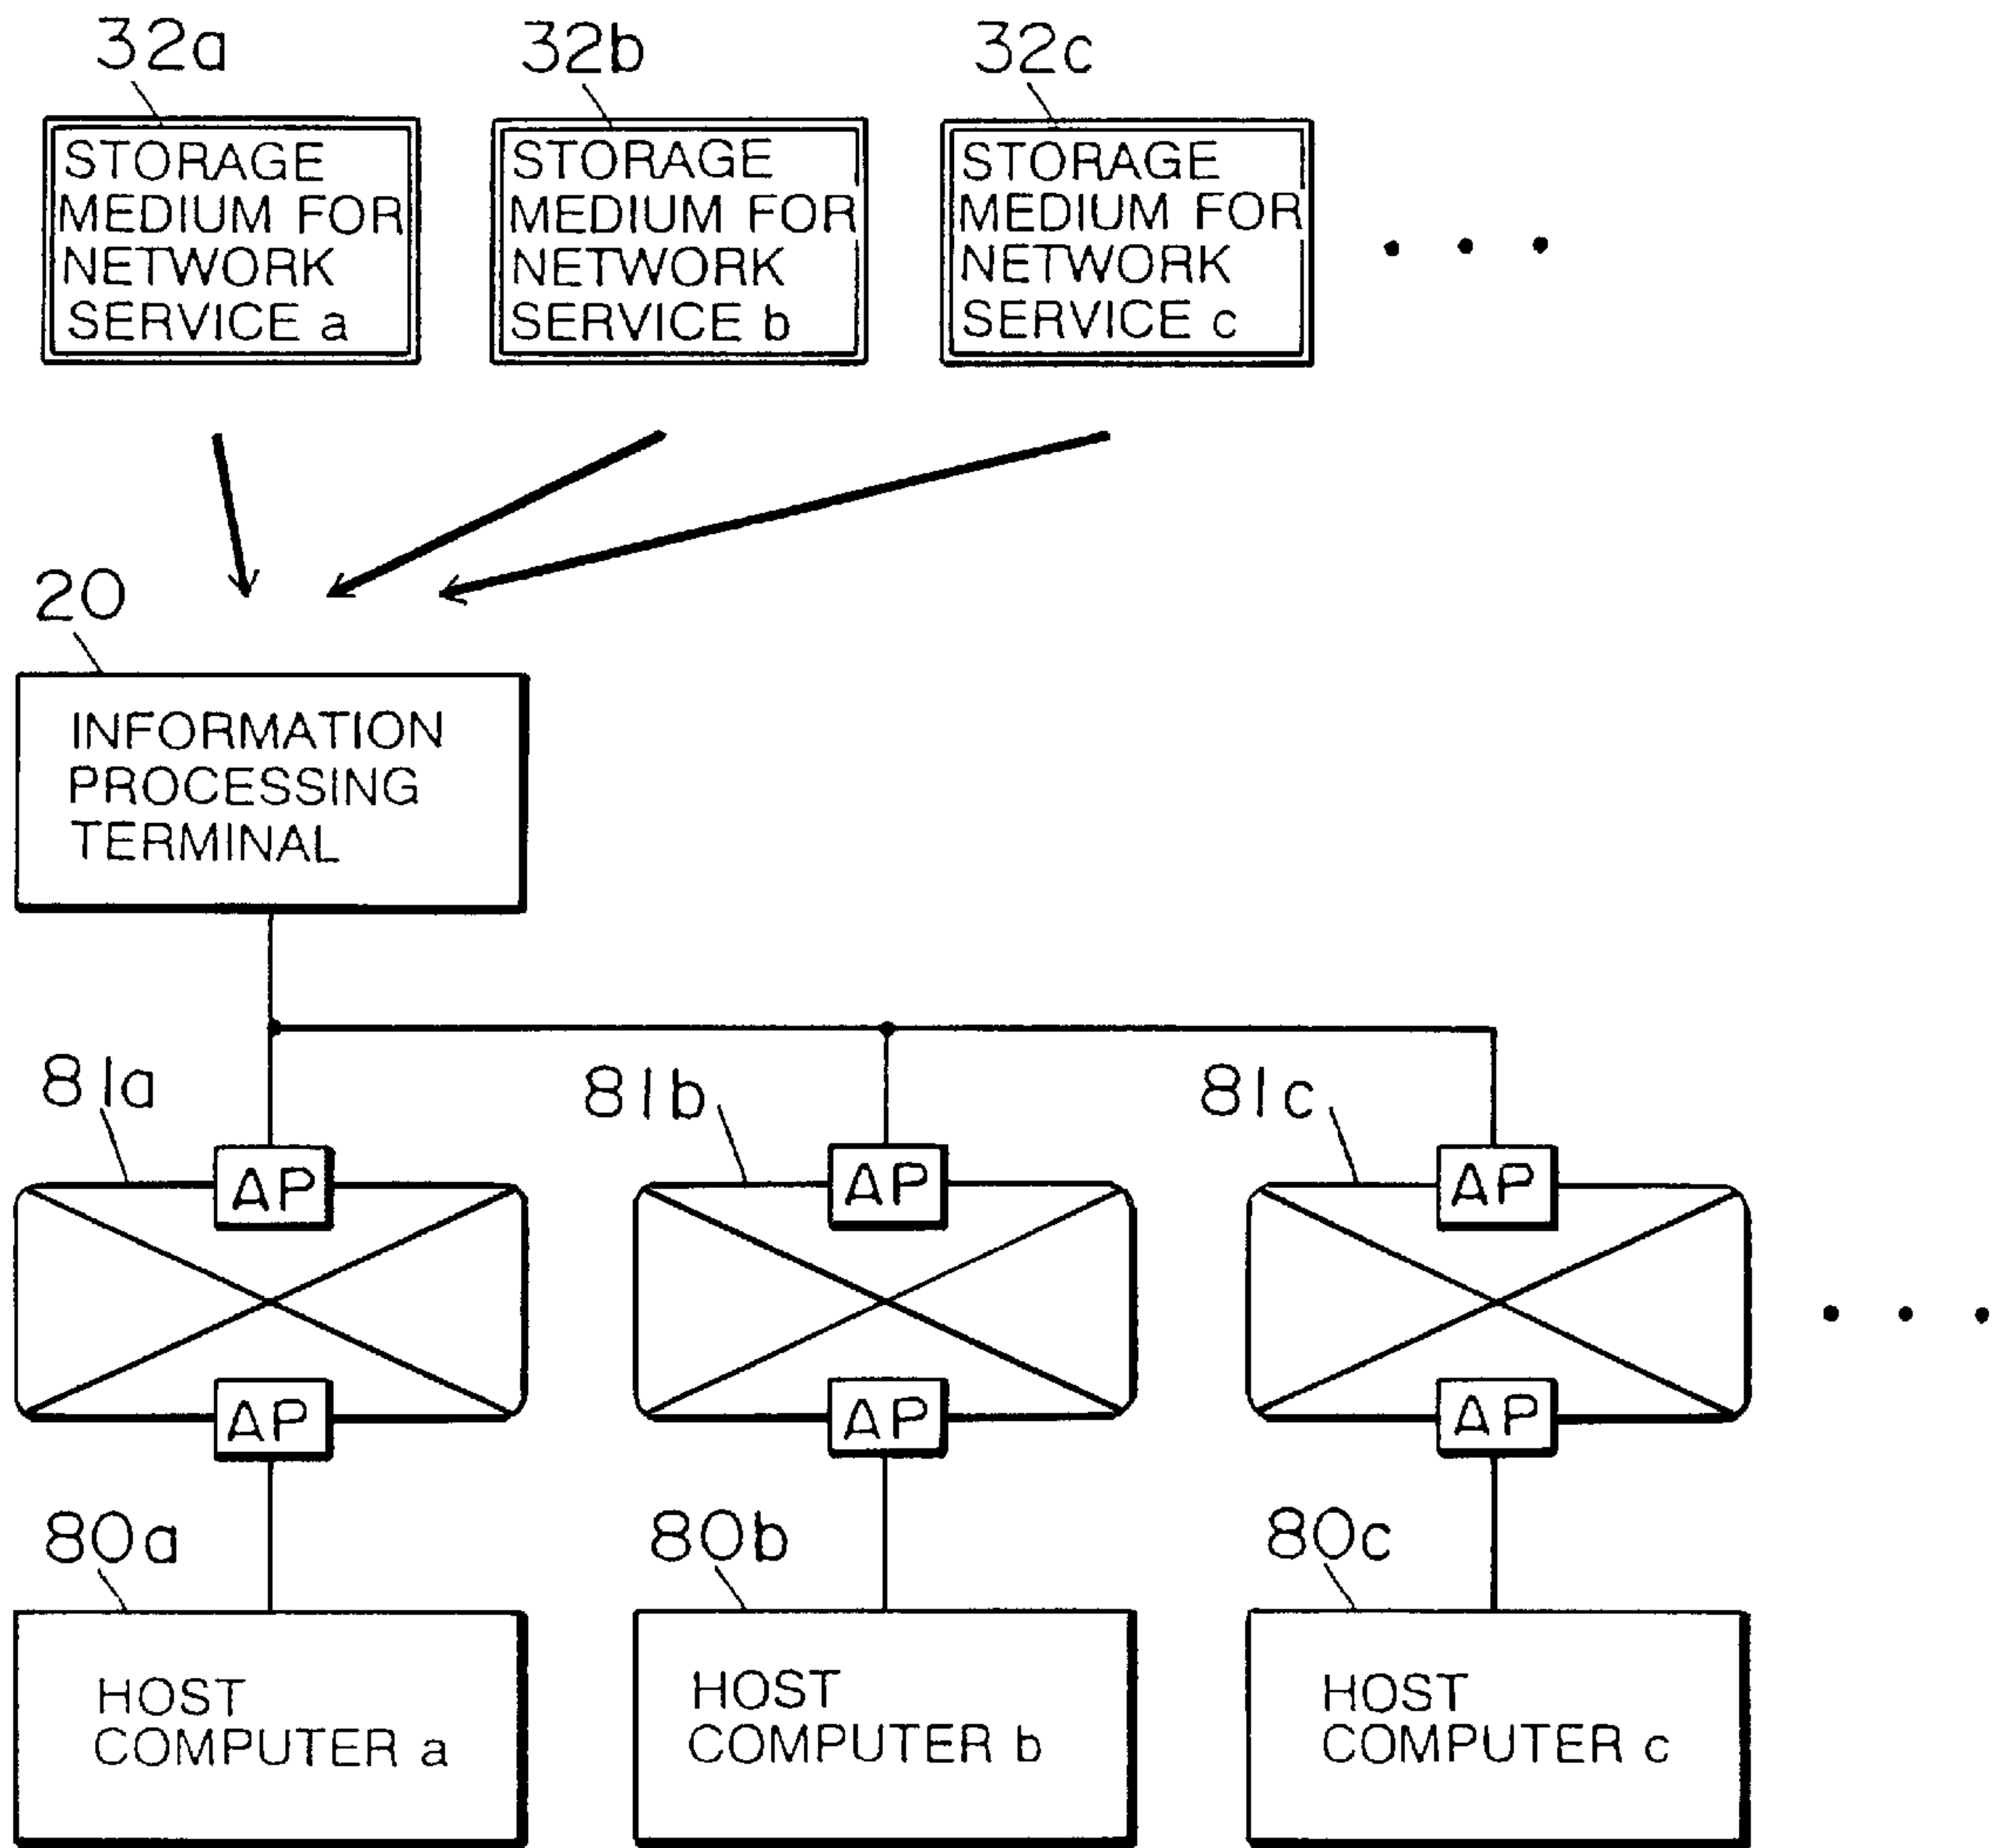 32a
32b
32c
STORAGE
MEDIUM FOR
NETWORK
SERVICE a
STORAGE
MEDIUM FOR
NETWORK
SERVICE b
STORAGE
MEDIUM FOR
NETWORK
SERVICE c
20
INFORMATION
PROCESSING
TERMINAL
81a
81b
81c
AP
AP
AP
AP
AP
AP
80a
80b
80c
HOST
COMPUTER a
HOST
COMPUTER b
HOST
COMPUTER c